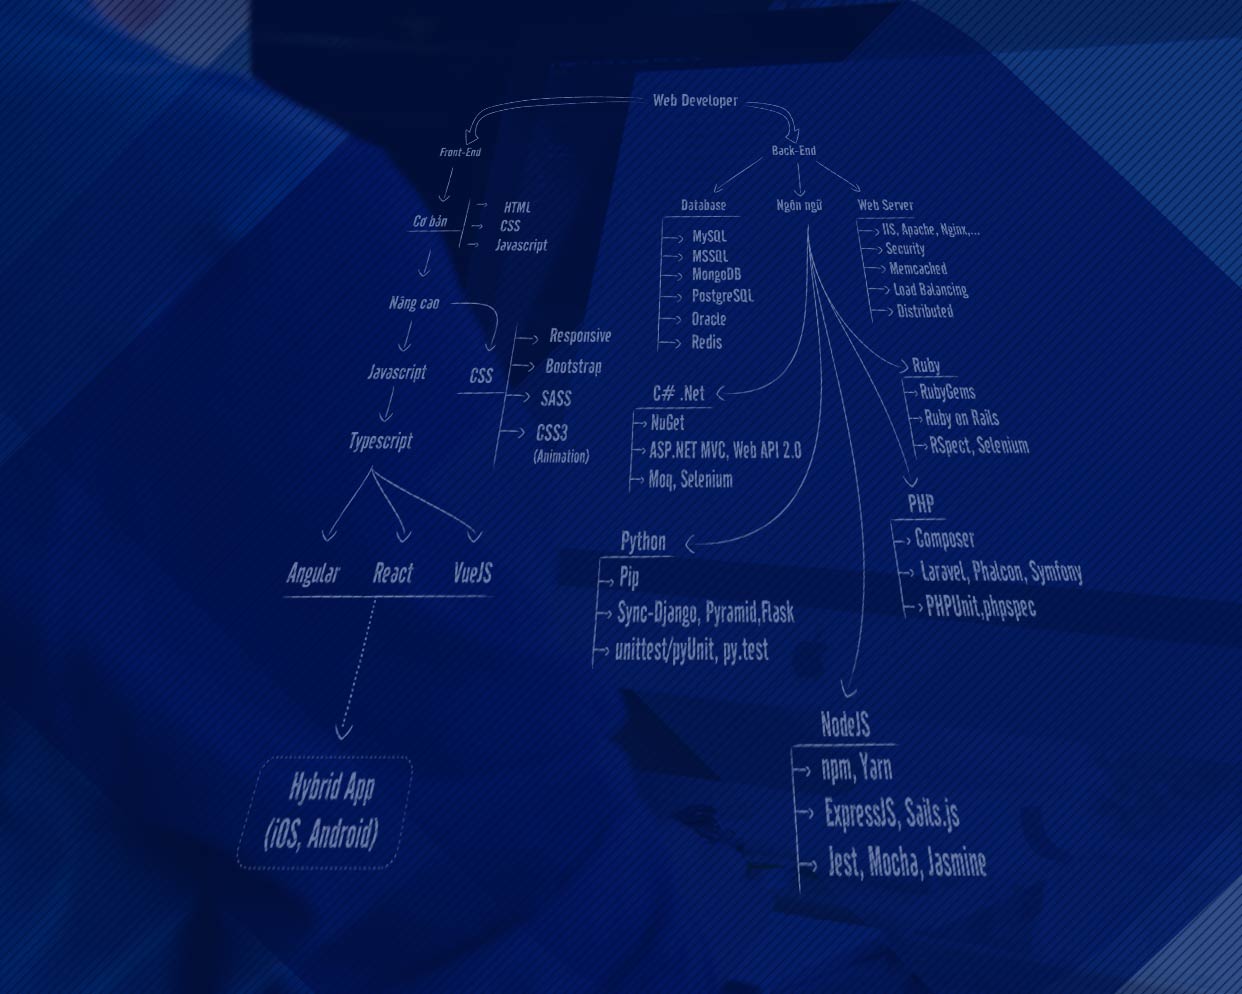 Web Developer
Front-End
Cơ bản
HTML
CSS
Javascript
Nâng cao
Javascript
CSS
Responsive
Bootstrap
SASS
CSS3
(Animation)
Typescript
Angular React VueJS
Hybrid App
(iOS, Android)
Back-End
Database
MySQL
MSSQL
MongoDB
PostgreSQL
Oracle
Redis
Ngôn ngữ
C# .Net
NuGet
ASP.NET MVC, Web API 2.0
Moq, Selenium
Python
Pip
Sync-Django, Pyramid,Flask
unittest/pyUnit, py.test
NodeJS
npm, Yarn
ExpressJS, Sails.js
Jest, Mocha, Jasmine
PHP
Composer
Laravel, Phalcon, Symfony
PHPUnit,phpspec
Ruby
RubyGems
Ruby on Rails
RSpect, Selenium
Web Server
IIS, Apache, Nginx,...
Security
Memcached
Load Balancing
Distributed